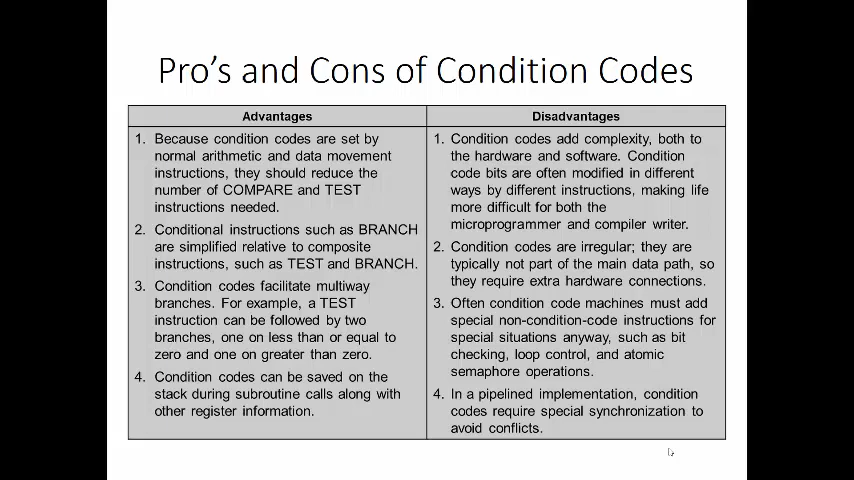 Pro's and Cons of Condition Codes
Advantages
1. Because condition codes are set by
normal arithmetic and data movement
instructions, they should reduce the
number of COMPARE and TEST
instructions needed.
2. Conditional instructions such as BRANCH
are simplified relative to composite
instructions, such as TEST and BRANCH.
3. Condition codes facilitate multiway
branches. For example, a TEST
instruction can be followed by two
branches, one on less than or equal to
zero and one on greater than zero.
4. Condition codes can be saved on the
stack during subroutine calls along with
other register information.
Disadvantages
1. Condition codes add complexity, both to
the hardware and software. Condition
code bits are often modified in different
ways by different instructions, making life
more difficult for both the
microprogrammer and compiler writer.
2. Condition codes are irregular; they are
typically not part of the main data path, so
they require extra hardware connections.
3. Often condition code machines must add
special non-condition-code instructions for
special situations anyway, such as bit
checking, loop control, and atomic
semaphore operations.
4. In a pipelined implementation, condition
codes require special synchronization to
avoid conflicts.